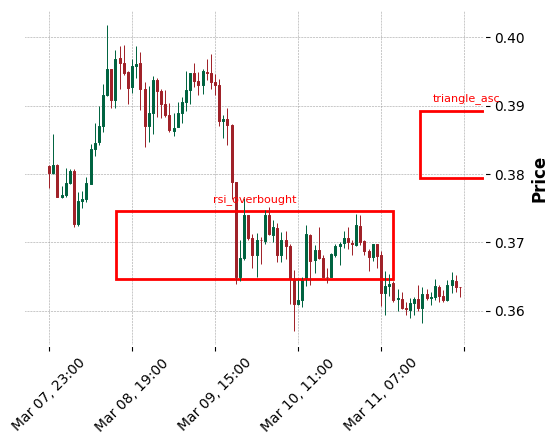 0.40
triangle_asc
0.39
0.38
Price
rsi_overbought
0.37
0.36
Mar 07, 23:00
Mar 08, 19:00
Mar 09, 15:00
Mar 10, 11:00
Mar 11, 07:00